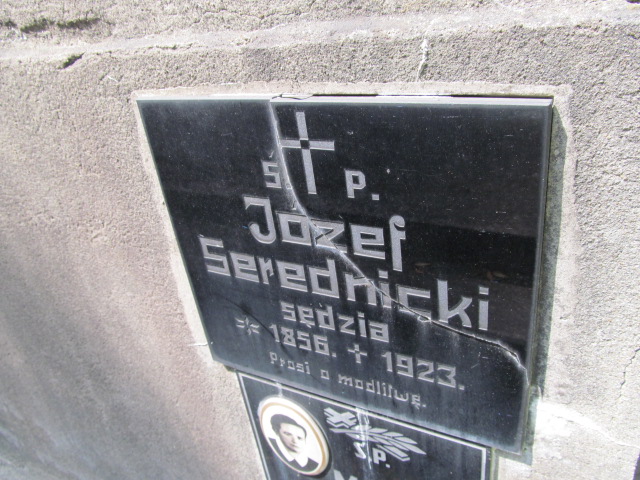 Ś. P.
Józef
Serednicki
sędzia
* 1856. + 1923.
Prosi o modlitwę.
Ś.P.